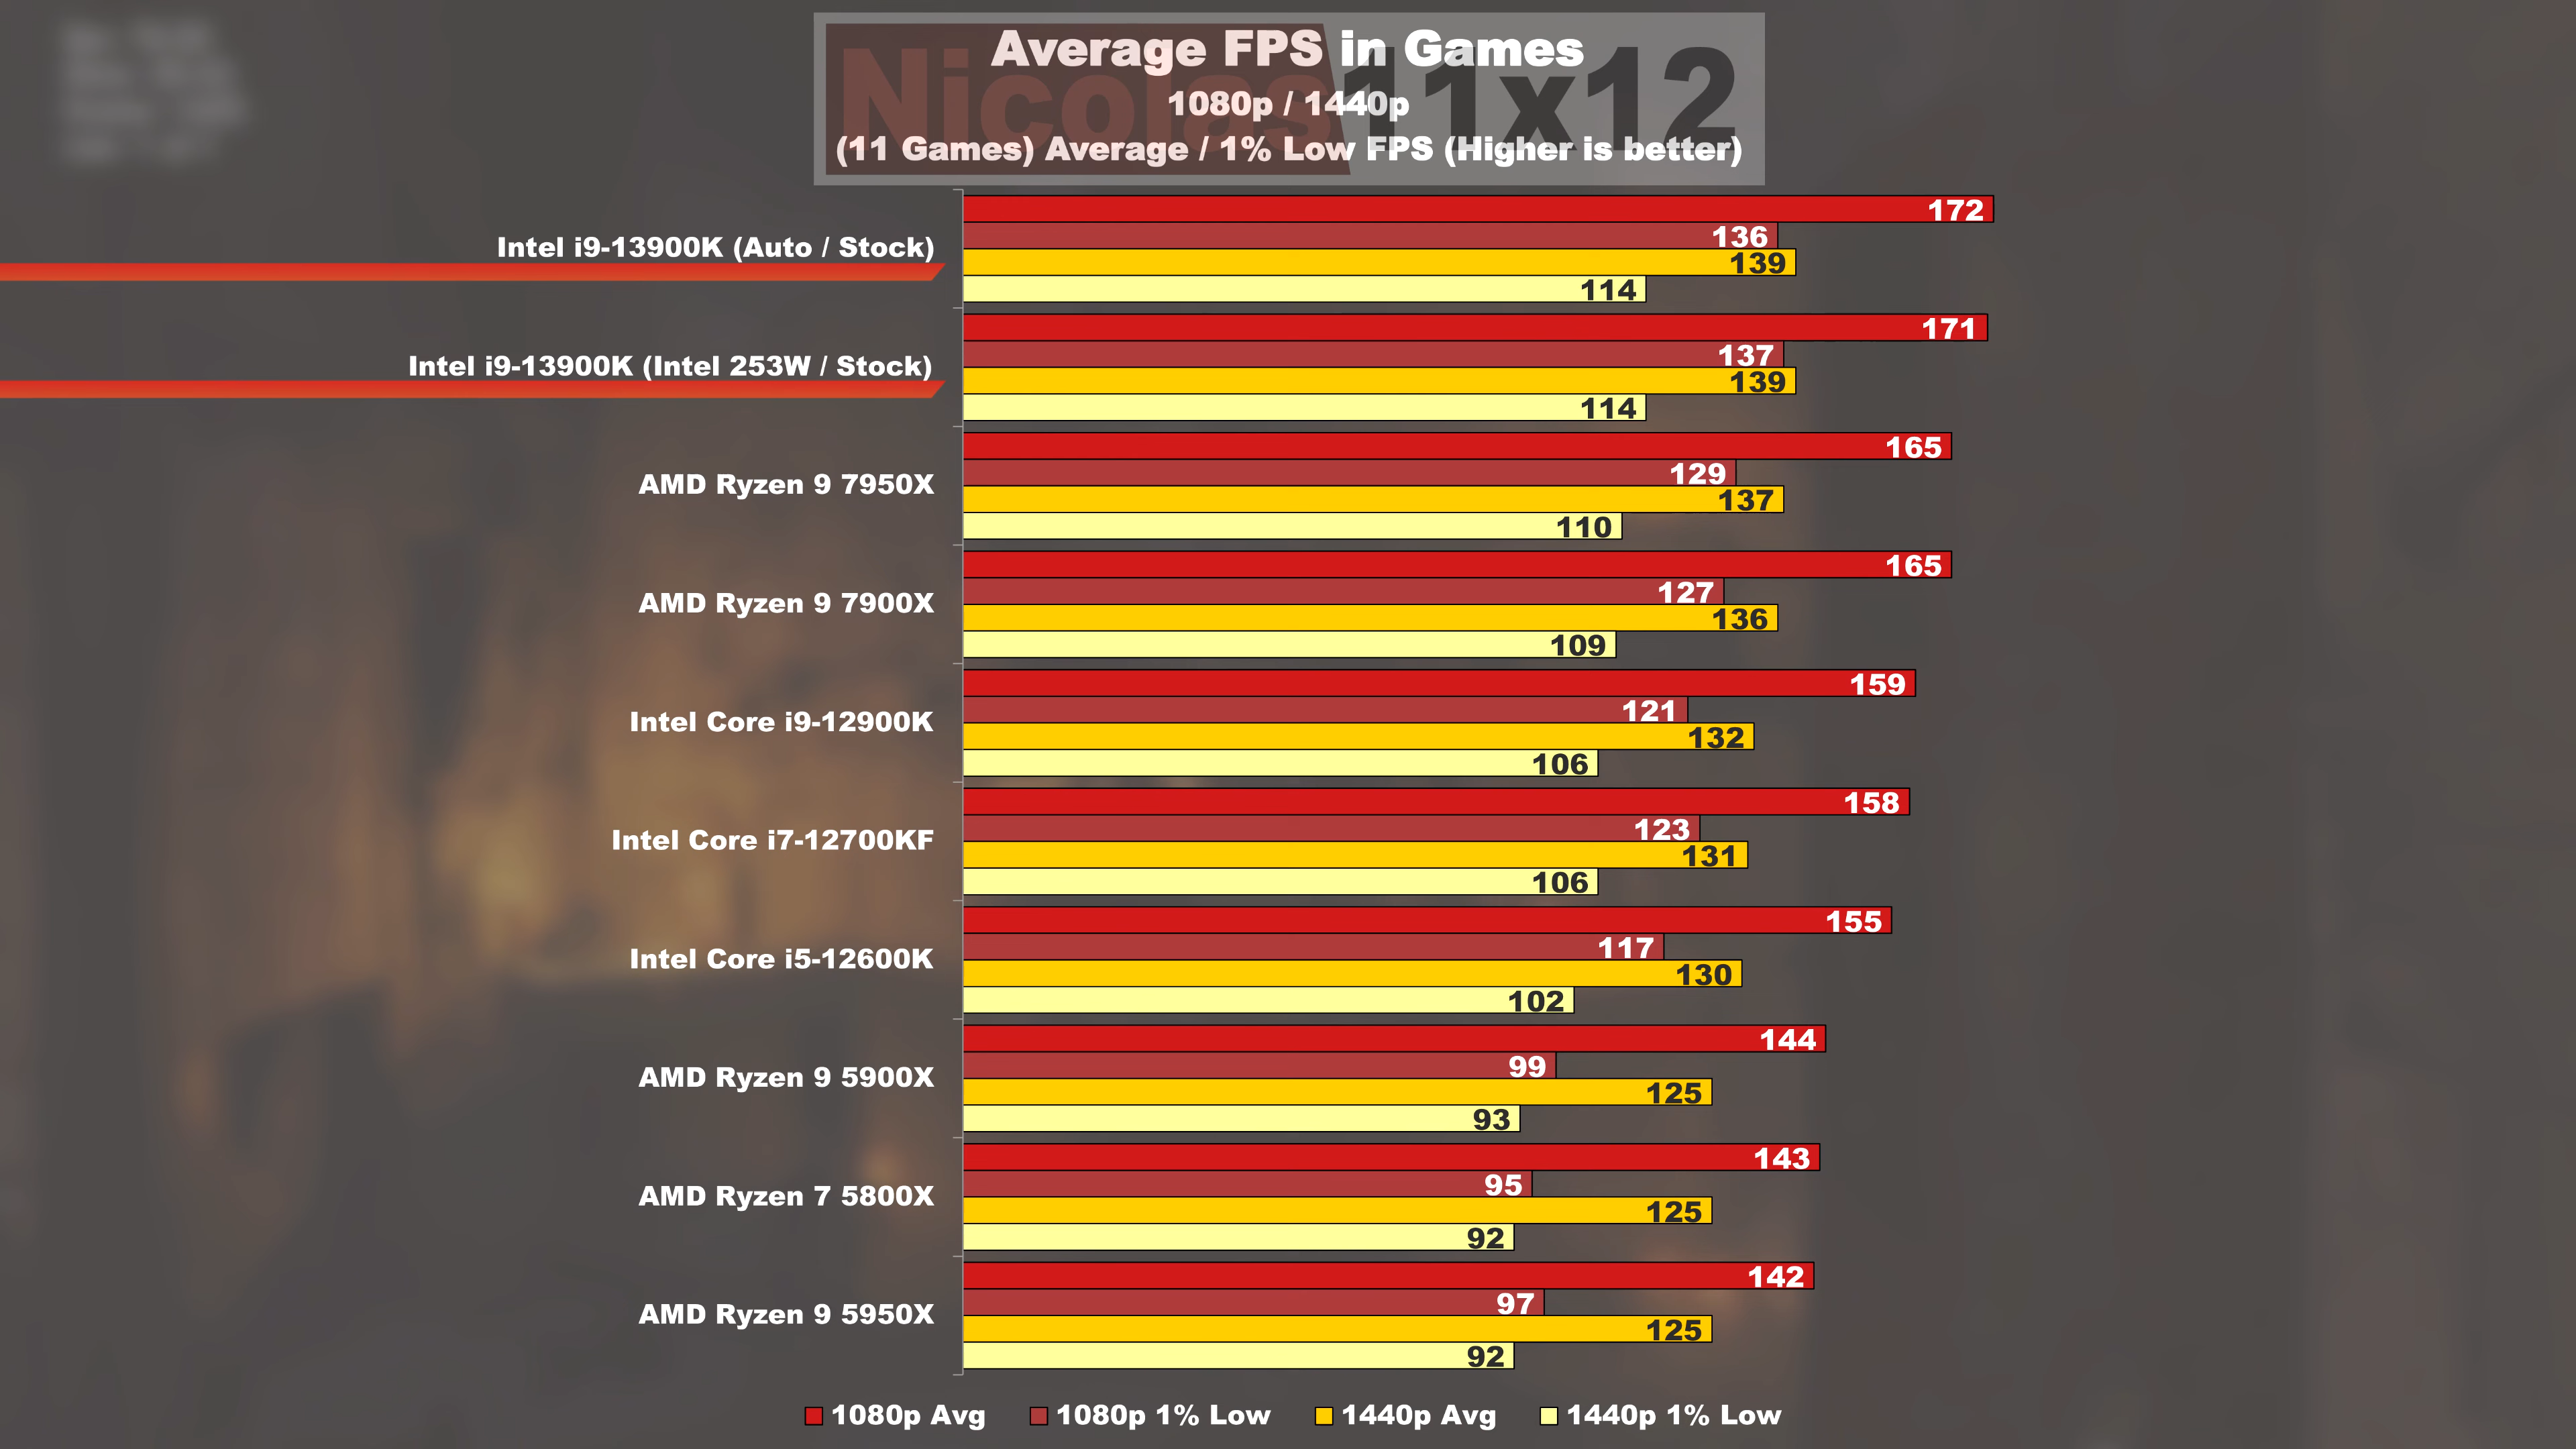 Nicolas11x12
Average FPS in Games
1080p / 1440p
(11 Games) Average / 1% Low FPS (Higher is better)
Intel i9-13900K (Auto / Stock)
172
136
139
114
Intel i9-13900K (Intel 253W / Stock)
171
137
139
114
AMD Ryzen 9 7950X
165
129
137
110
AMD Ryzen 9 7900X
165
127
136
109
Intel Core i9-12900K
159
121
132
106
Intel Core i7-12700KF
158
123
131
106
Intel Core i5-12600K
155
117
130
102
AMD Ryzen 9 5900X
144
99
125
93
AMD Ryzen 7 5800X
143
95
125
92
AMD Ryzen 9 5950X
142
97
125
92
1080p Avg 1080p 1% Low 1440p Avg 1440p 1% Low